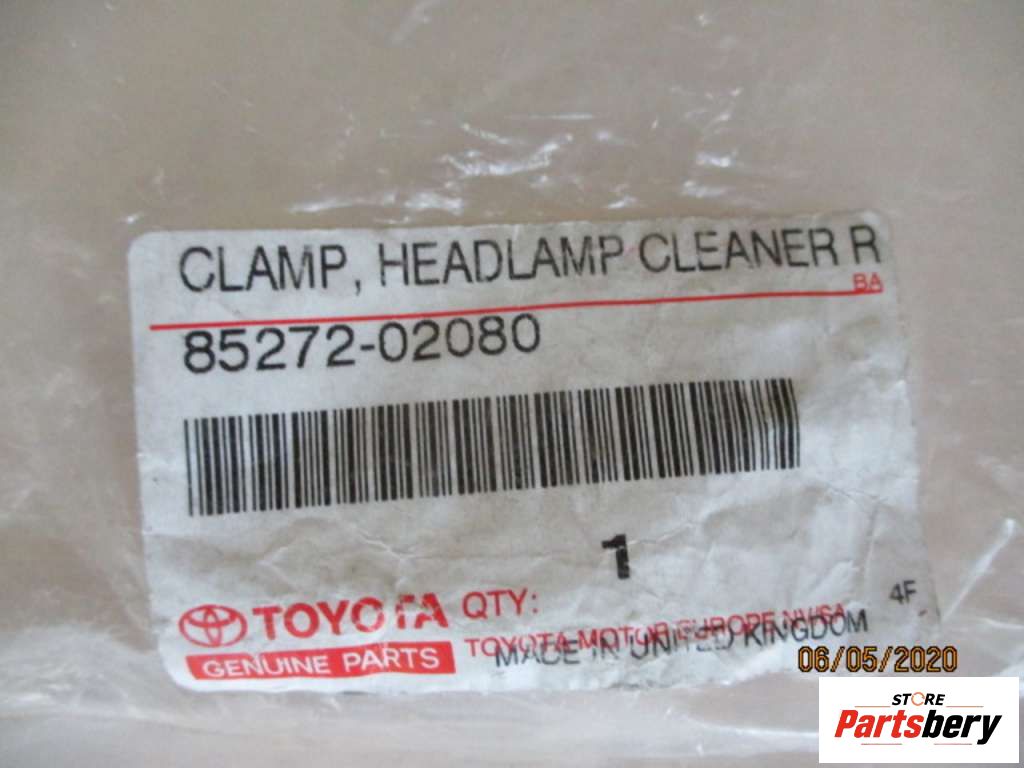 CLAMP, HEADLAMP CLEANER R
BA
85272-02080
1
4F
TOYOTA QTY:
GENUINE PARTS
TOYOTA MOTOR EUROPE NV/SA
MADE IN UNITED KINGDOM
06/05/2020
STORE
Partsbery